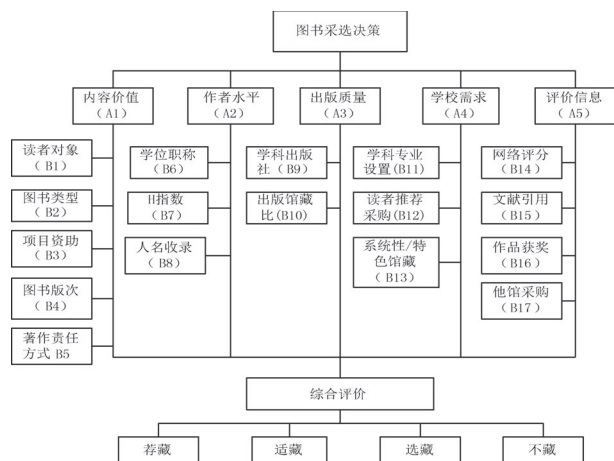 图书采选决策
内容价值
（A1）
作者水平
（A2）
出版质量
（A3）
学校需求
（A4）
评价信息
（A5）
读者对象
（B1）
图书类型
（B2）
项目资助
（B3）
图书版次
（B4）
著作责任
方式 B5
学位职称
（B6）
H指数
（B7）
人名收录
（B8）
学科出版
社（B9）
出版馆藏
比(B10)
学科专业
设置(B11)
读者推荐
采购(B12)
系统性/特
色馆藏
（B13）
网络评分
（B14）
文献引用
（B15）
作品获奖
（B16）
他馆采购
（B17）
综合评价
荐藏
适藏
选藏
不藏